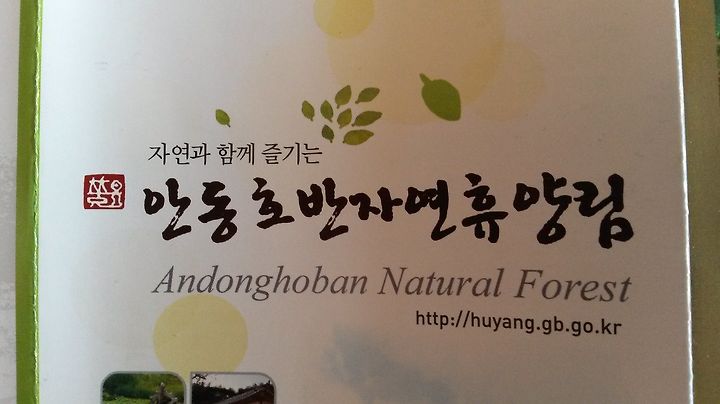 자연과 함께 즐기는
안동호반자연휴양림
Andonghoban Natural Forest
http://huyang.gb.go.kr